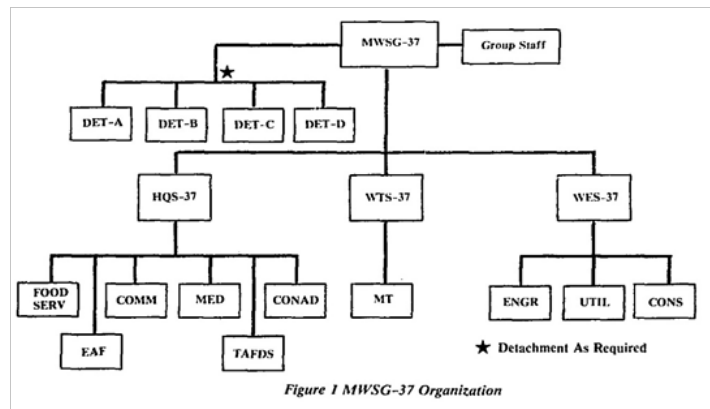 MWSG-37
Group Staff
★
DET-A
DET-B
DET-C
DET-D
HQS-37
WTS-37
WES-37
FOOD
SERV
COMM
MED
CONAD
MT
ENGR
UTIL
CONS
EAF
TAFDS
★ Detachment As Required
Figure 1 MWSG-37 Organization